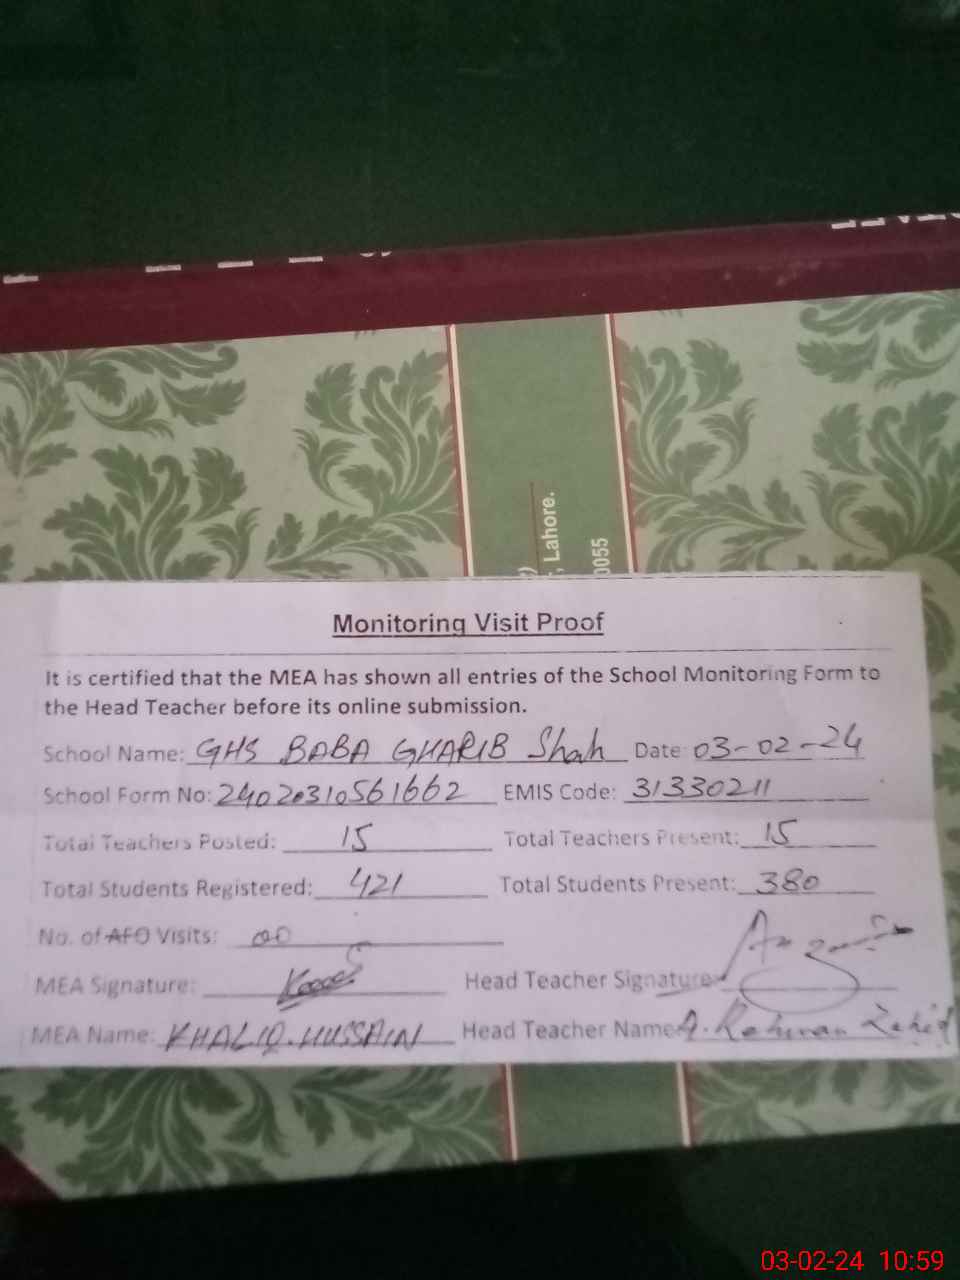 , Lahore.
0055
Monitoring Visit Proof
It is certified that the MEA has shown all entries of the School Monitoring Form to
the Head Teacher before its online submission.
School Name: GHS BABA GHARIB Shah Date: 03-02-24
School Form No: 24020310561662 EMIS Code: 31330211
Total Teachers Posted: 15 Total Teachers Present: 15
Total Students Registered: 421 Total Students Present: 380
No. of AFO Visits: 00
MEA Signature: Head Teacher Signature:
MEA Name: KHALIQ. HUSSAIN Head Teacher Name: A. Rehman Zahid
03-02-24 10:59